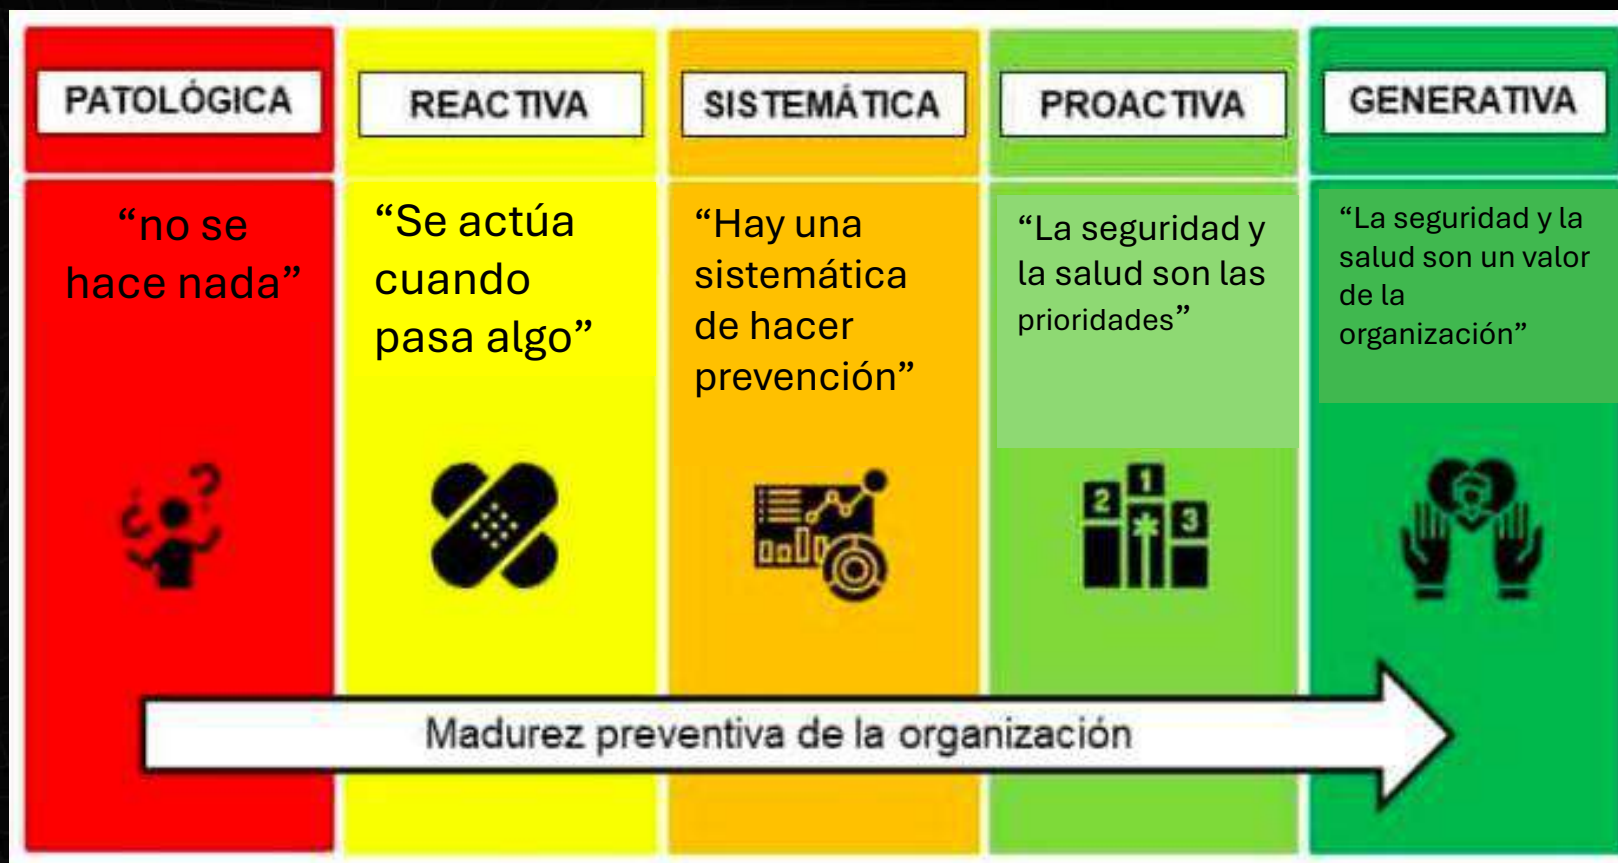 PATOLÓGICA
REACTIVA
SISTEMÁTICA
PROACTIVA
GENERATIVA
“no se
hace nada”
“Se actúa
cuando
pasa algo”
“Hay una
sistemática
de hacer
prevención”
“La seguridad y
la salud son las
prioridades”
“La seguridad y la
salud son un valor
de la
organización”
¿ ?
2 1 3
Madurez preventiva de la organización